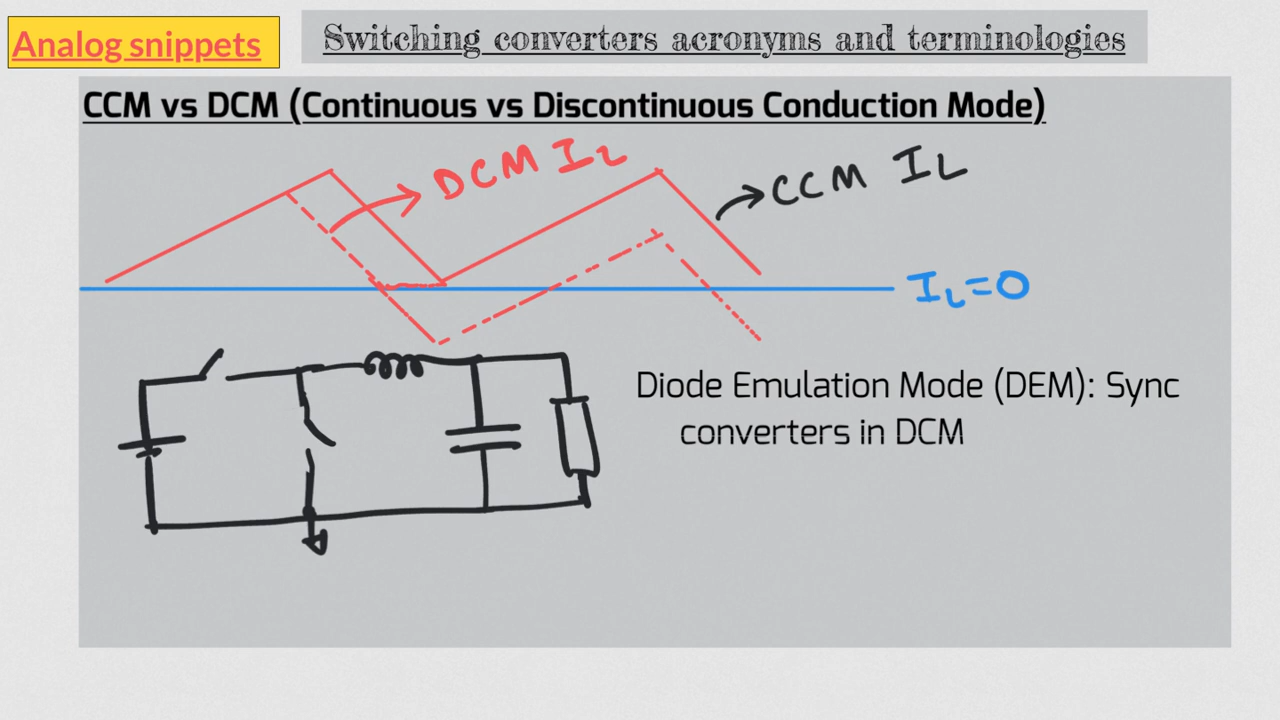 Analog snippets
Switching converters acronyms and terminologies
CCM vs DCM (Continuous vs Discontinuous Conduction Mode)
DCM IL
CCM IL
IL=0
Diode Emulation Mode (DEM): Sync
converters in DCM